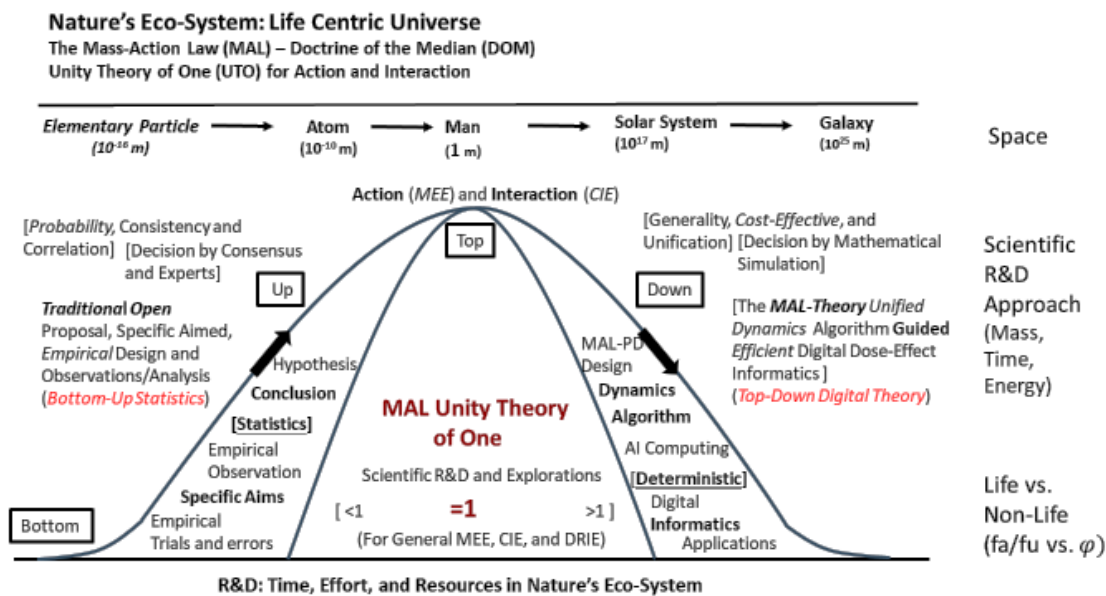 Nature's Eco-System: Life Centric Universe
The Mass-Action Law (MAL) – Doctrine of the Median (DOM)
Unity Theory of One (UTO) for Action and Interaction
Elementary Particle
(10⁻¹⁶ m)
Atom
(10⁻¹⁰ m)
Man
(1 m)
Solar System
(10¹⁷ m)
Galaxy
(10²⁵ m)
Space
Action (MEE) and Interaction (CIE)
[Probability, Consistency and
Correlation] [Decision by Consensus
and Experts]
Up
Top
[Generality, Cost-Effective, and
Unification] [Decision by Mathematical
Simulation]
Down
Scientific
R&D
Approach
(Mass,
Time,
Energy)
Traditional Open
Proposal, Specific Aimed,
Empirical Design and
Observations/Analysis
(Bottom-Up Statistics)
[The MAL-Theory Unified
Dynamics Algorithm Guided
Efficient Digital Dose-Effect
Informatics ]
(Top-Down Digital Theory)
Hypothesis
Conclusion
[Statistics]
Empirical
Observation
Specific Aims
Empirical
Trials and errors
Bottom
MAL Unity Theory
of One
Scientific R&D and Explorations
[ <1 =1 >1 ]
(For General MEE, CIE, and DRIE)
MAL-PD
Design
Dynamics
Algorithm
AI Computing
[Deterministic]
Digital
Informatics
Applications
Life vs.
Non-Life
(fa/fu vs. φ)
R&D: Time, Effort, and Resources in Nature's Eco-System